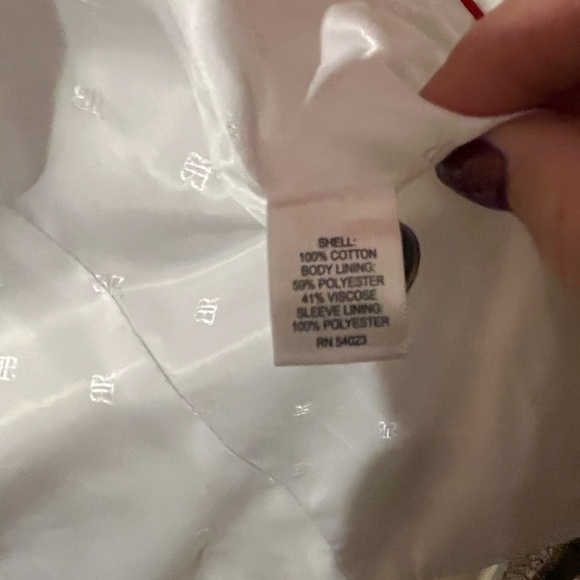 SHELL:
100% COTTON
BODY LINING:
59% POLYESTER
41% VISCOSE
SLEEVE LINING:
100% POLYESTER
RN 54023